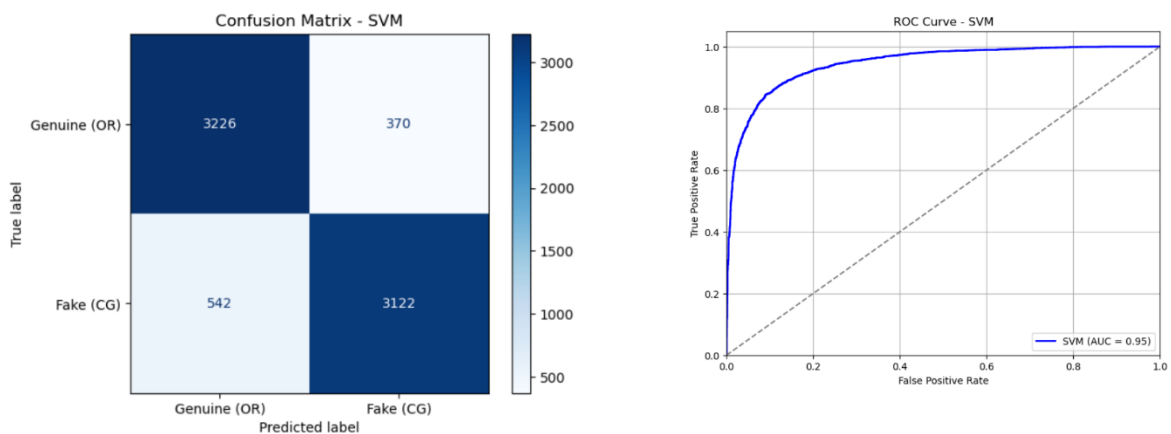 Confusion Matrix - SVM
True label
Genuine (OR)
Fake (CG)
3226
370
542
3122
Genuine (OR)
Fake (CG)
Predicted label
3000
2500
2000
1500
1000
500
ROC Curve - SVM
True Positive Rate
1.0
0.8
0.6
0.4
0.2
0.0
0.0
0.2
0.4
0.6
0.8
1.0
False Positive Rate
SVM (AUC = 0.95)